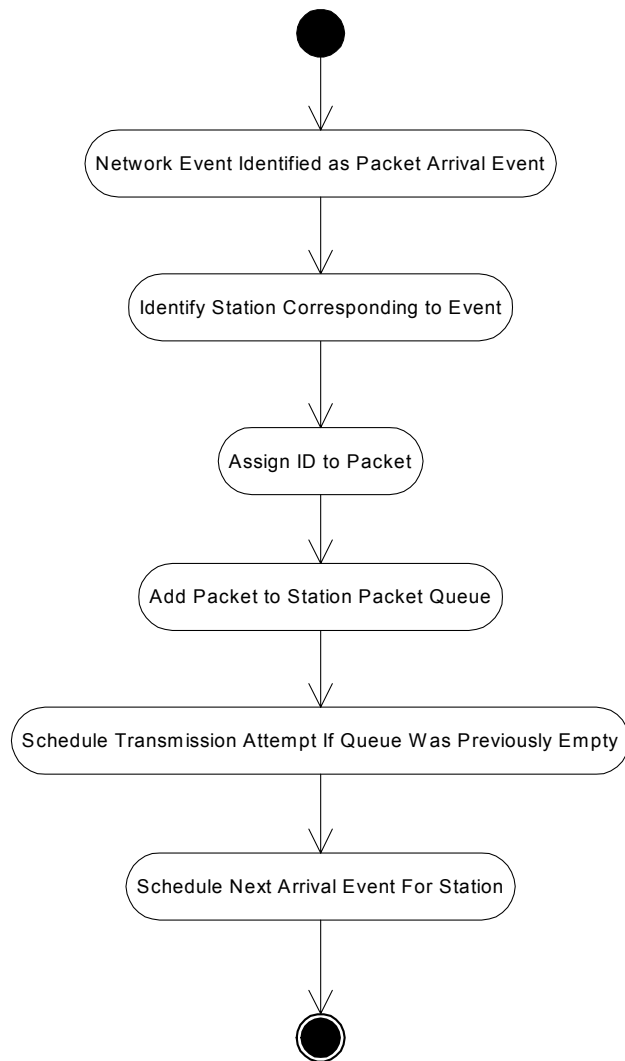 Network Event Identified as Packet Arrival Event
Identify Station Corresponding to Event
Assign ID to Packet
Add Packet to Station Packet Queue
Schedule Transmission Attempt If Queue Was Previously Empty
Schedule Next Arrival Event For Station